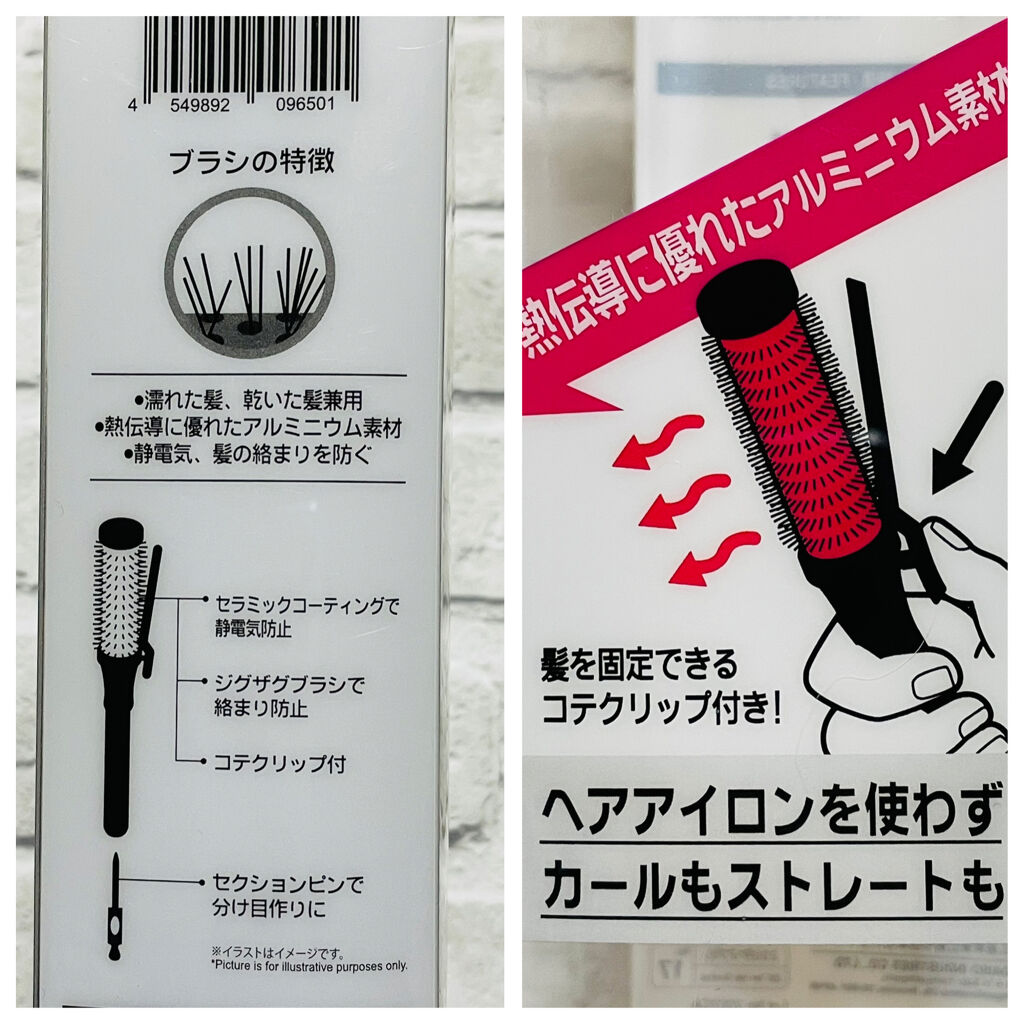 4 549892 096501
ブラシの特徴
•濡れた髪、乾いた髪兼用
•熱伝導に優れたアルミニウム素材
•静電気、髪の絡まりを防ぐ
セラミックコーティングで
静電気防止
ジグザグブラシで
絡まり防止
コテクリップ付
セクションピンで
分け目作りに
※イラストはイメージです。
*Picture is for illustrative purposes only.
熱伝導に優れたアルミニウム素材
髪を固定できる
コテクリップ付き!
ヘアアイロンを使わず
カールもストレートも